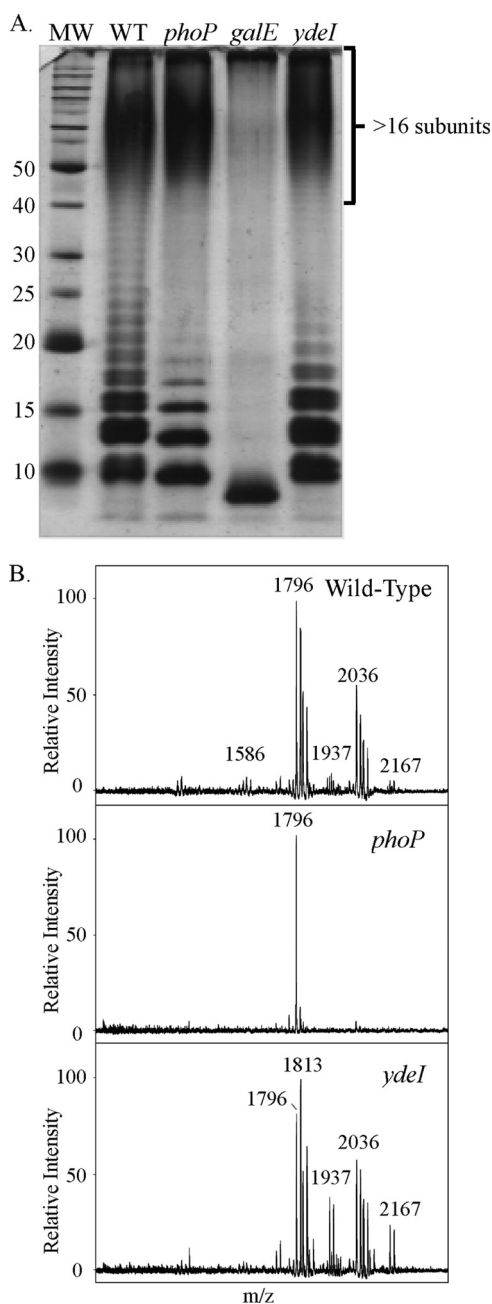 A.
MW WT phoP galE ydeI
>16 subunits
50
40
30
25
20
15
10
B.
Wild-Type
Relative Intensity
100
50
0
1586
1796
1937
2036
2167
phoP
Relative Intensity
100
50
0
1796
ydeI
Relative Intensity
100
50
0
1796
1813
1937
2036
2167
m/z